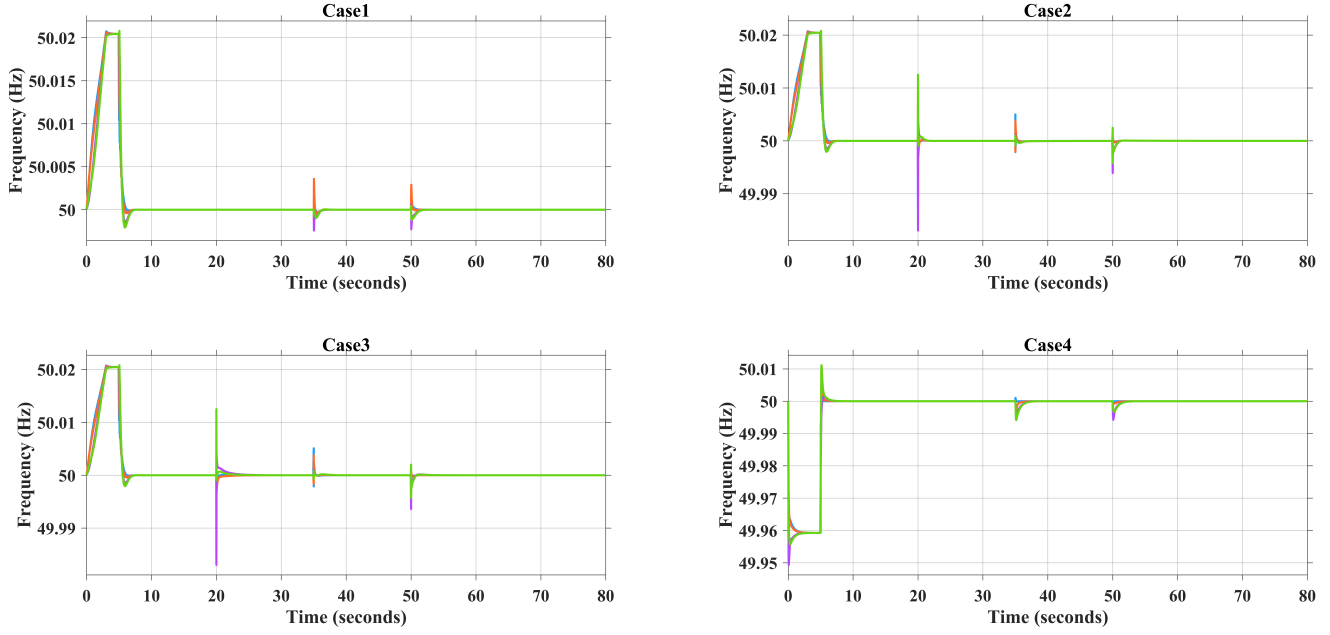 Case1
Frequency (Hz)
50.02
50.015
50.01
50.005
50
0 10 20 30 40 50 60 70 80
Time (seconds)
Case2
Frequency (Hz)
50.02
50.01
50
49.99
0 10 20 30 40 50 60 70 80
Time (seconds)
Case3
Frequency (Hz)
50.02
50.01
50
49.99
0 10 20 30 40 50 60 70 80
Time (seconds)
Case4
Frequency (Hz)
50.01
50
49.99
49.98
49.97
49.96
49.95
0 10 20 30 40 50 60 70 80
Time (seconds)